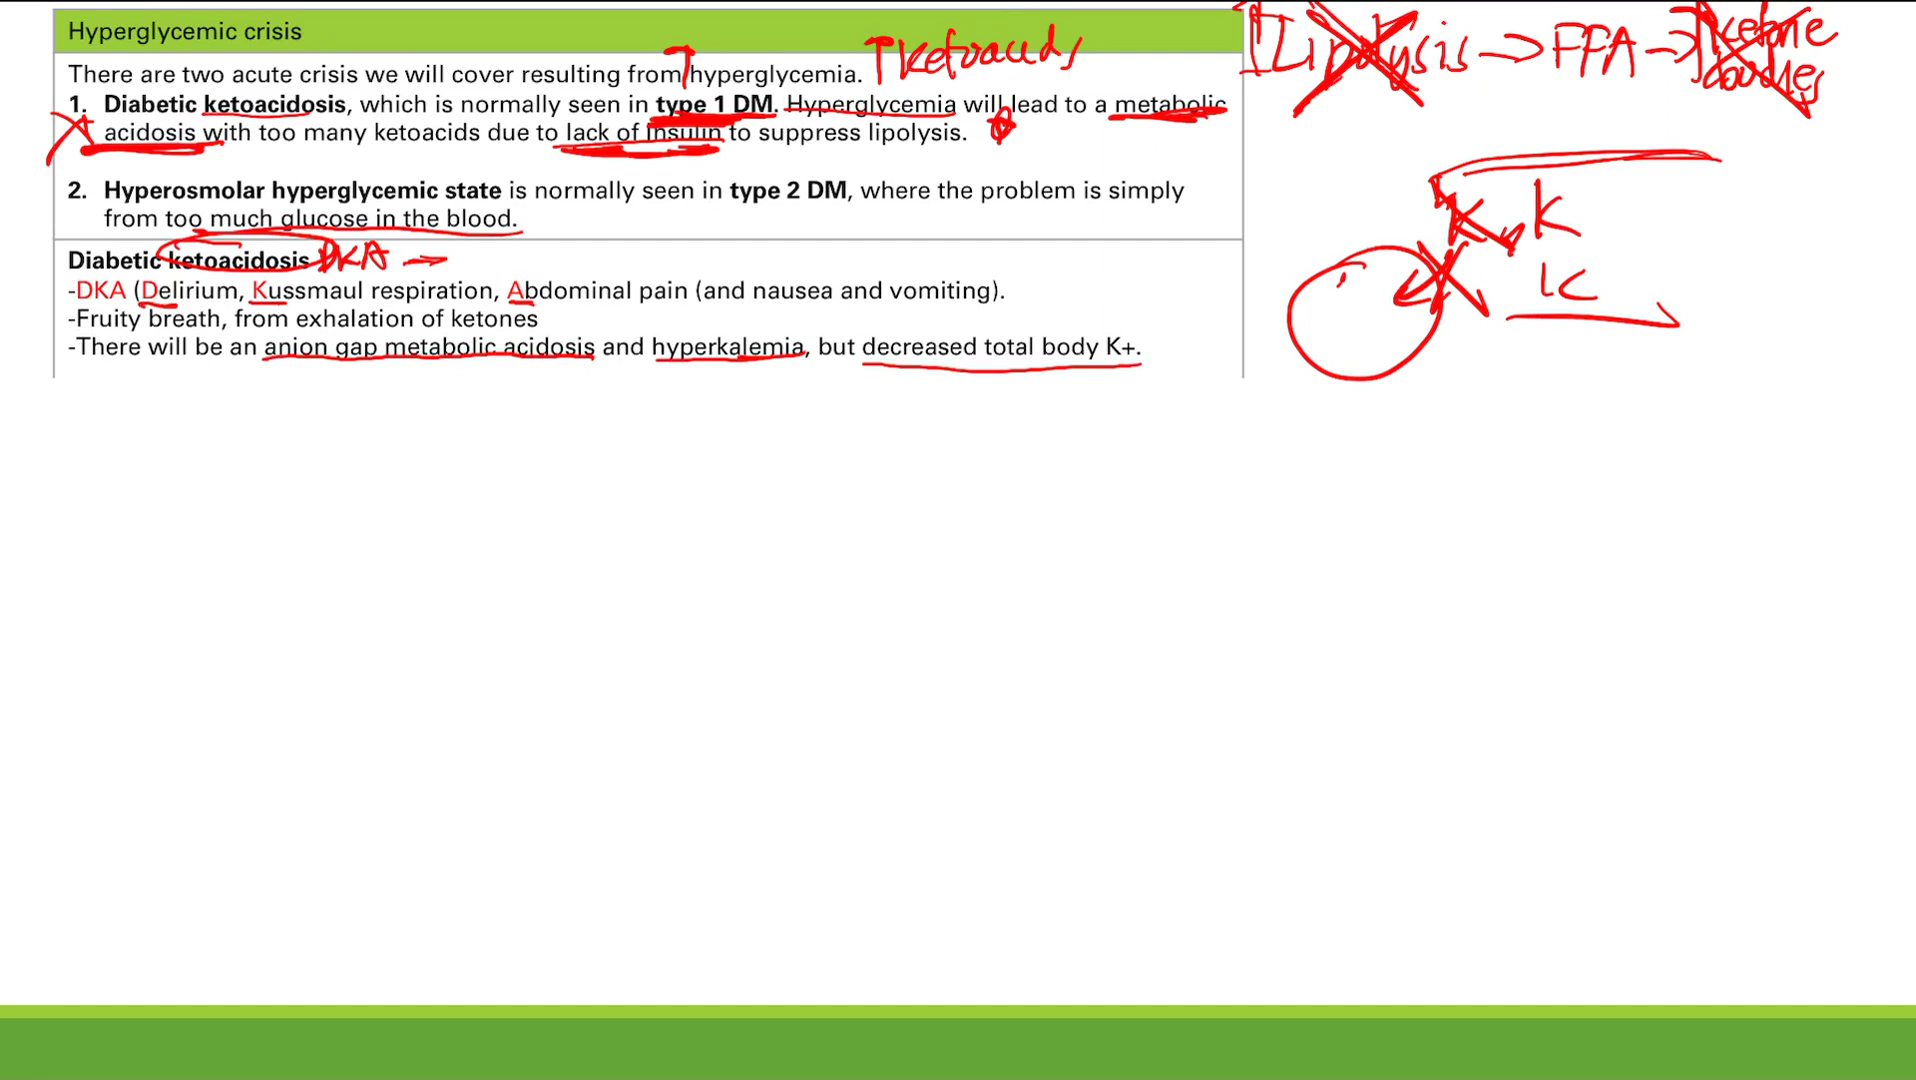 Hyperglycemic crisis
There are two acute crisis we will cover resulting from hyperglycemia.
↑ketoacids
↑Lipolysis → FFA → ↑ketone
bodies
1. Diabetic ketoacidosis, which is normally seen in type 1 DM. Hyperglycemia will lead to a metabolic
acidosis with too many ketoacids due to lack of insulin to suppress lipolysis.
2. Hyperosmolar hyperglycemic state is normally seen in type 2 DM, where the problem is simply
from too much glucose in the blood.
K K
K
Diabetic ketoacidosis DKA →
-DKA (Delirium, Kussmaul respiration, Abdominal pain (and nausea and vomiting).
-Fruity breath, from exhalation of ketones
-There will be an anion gap metabolic acidosis and hyperkalemia, but decreased total body K+.